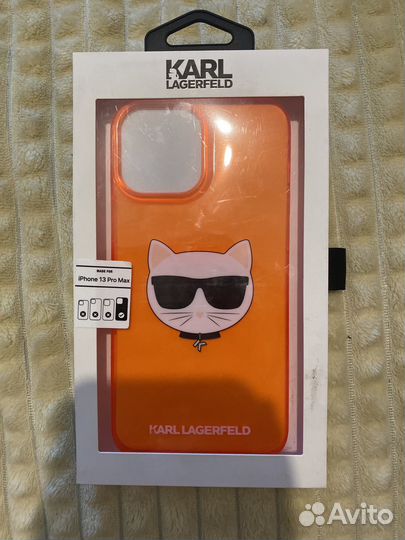 KARL
LAGERFELD
MADE FOR
iPhone 13 Pro Max
KARL LAGERFELD
Avito